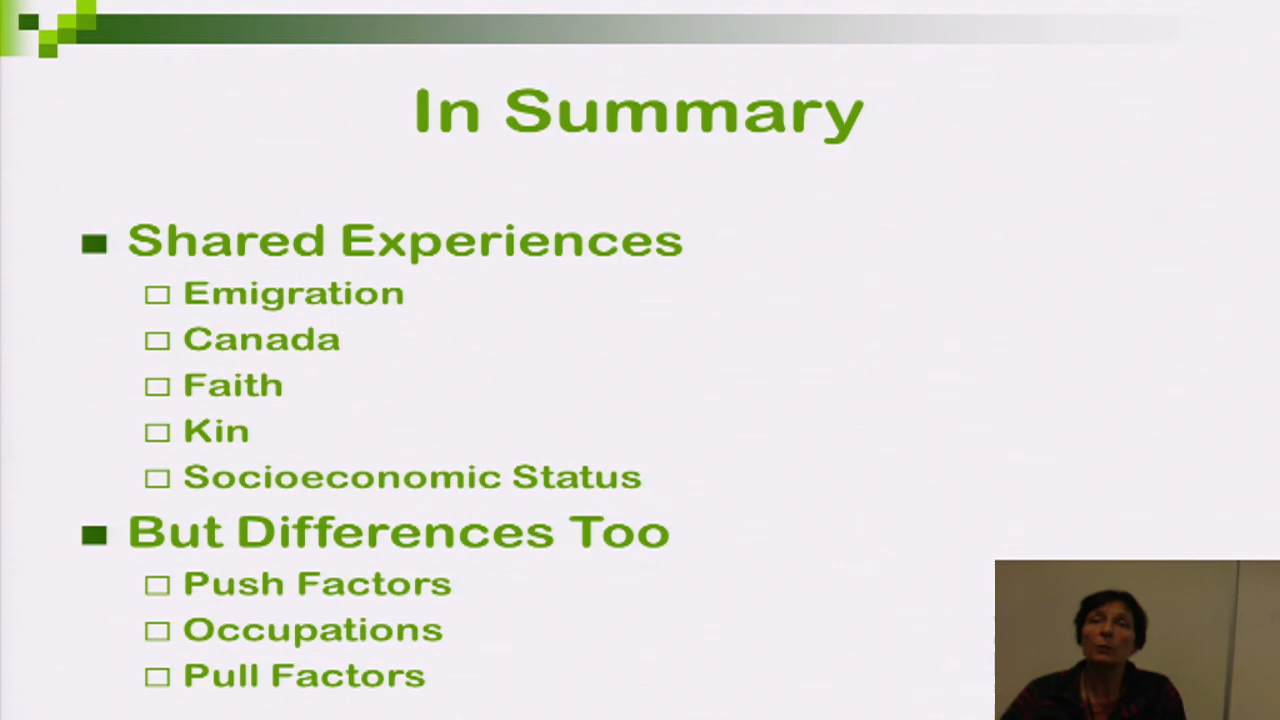 In Summary
Shared Experiences
Emigration
Canada
Faith
Kin
Socioeconomic Status
But Differences Too
Push Factors
Occupations
Pull Factors